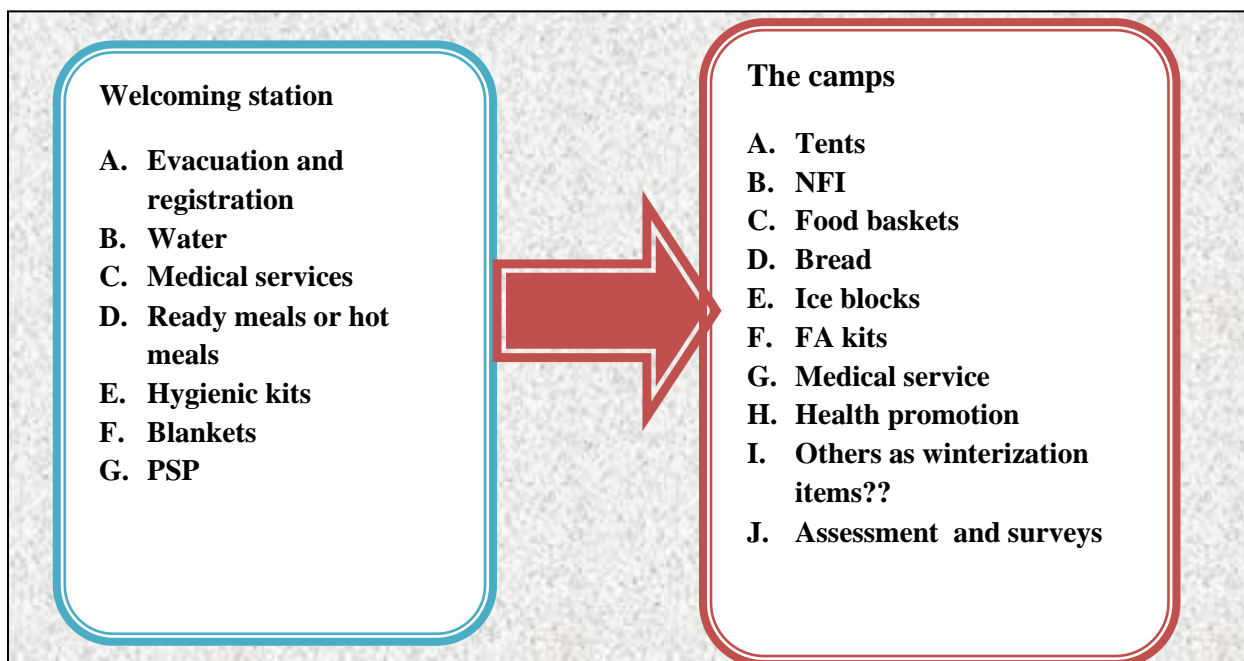 Welcoming station
A. Evacuation and
registration
B. Water
C. Medical services
D. Ready meals or hot
meals
E. Hygienic kits
F. Blankets
G. PSP
The camps
A. Tents
B. NFI
C. Food baskets
D. Bread
E. Ice blocks
F. FA kits
G. Medical service
H. Health promotion
I. Others as winterization
items??
J. Assessment and surveys